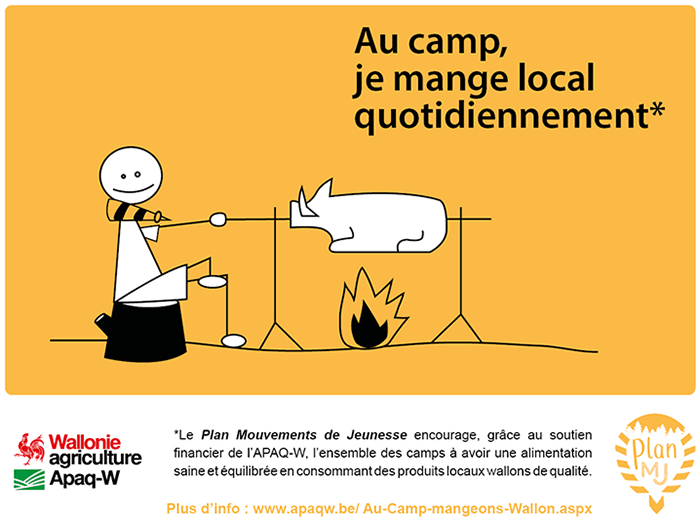 Au camp,
je mange local
quotidiennement*
Wallonie
agriculture
Apaq-W
*Le Plan Mouvements de Jeunesse encourage, grâce au soutien
financier de l'APAQ-W, l'ensemble des camps à avoir une alimentation
saine et équilibrée en consommant des produits locaux wallons de qualité.
Plan
MJ
Plus d'info : www.apaqw.be/ Au-Camp-mangeons-Wallon.aspx